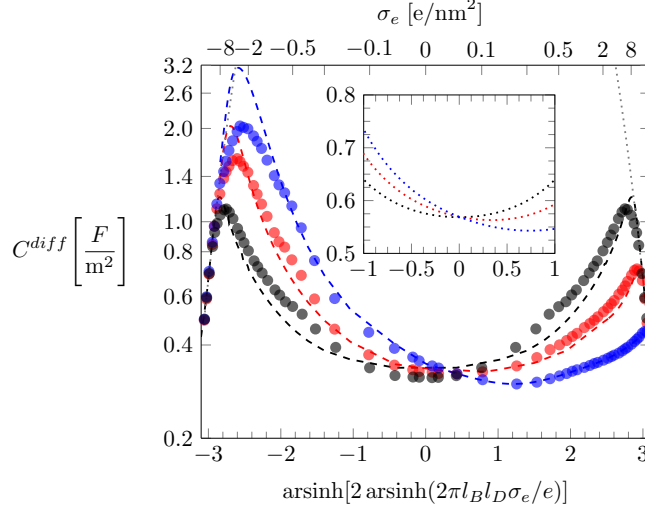 σ_e [e/nm²]
−8 −2 −0.5 −0.1 0 0.1 0.5 2 8
3.2
2.6
2.0
1.4
1.0
0.8
0.6
0.4
0.2
C^{diff} [F/m²]
0.8
0.7
0.6
0.5
−1 −0.5 0 0.5 1
−3 −2 −1 0 1 2 3
arsinh[2 arsinh(2πl_B l_D σ_e/e)]